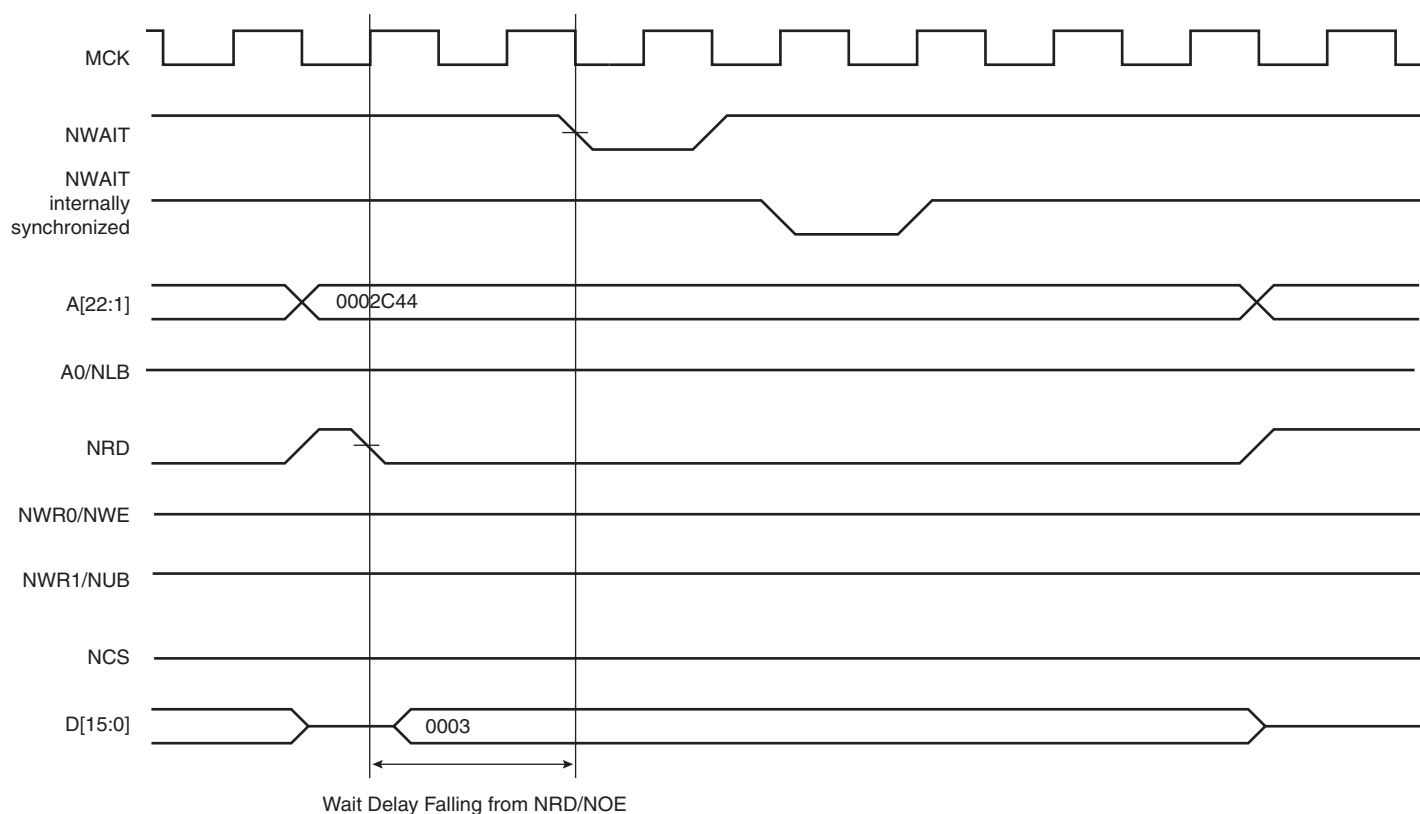 MCK
NWAIT
NWAIT
internally
synchronized
A[22:1]
0002C44
A0/NLB
NRD
NWR0/NWE
NWR1/NUB
NCS
D[15:0]
0003
Wait Delay Falling from NRD/NOE